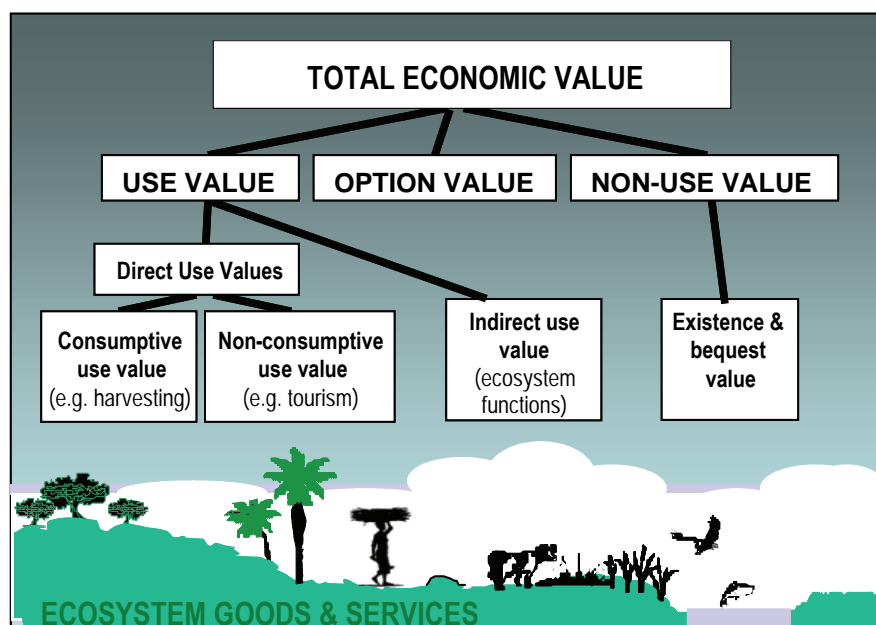 TOTAL ECONOMIC VALUE
USE VALUE
OPTION VALUE
NON-USE VALUE
Direct Use Values
Consumptive
use value
(e.g. harvesting)
Non-consumptive
use value
(e.g. tourism)
Indirect use
value
(ecosystem
functions)
Existence &
bequest
value
ECOSYSTEM GOODS & SERVICES